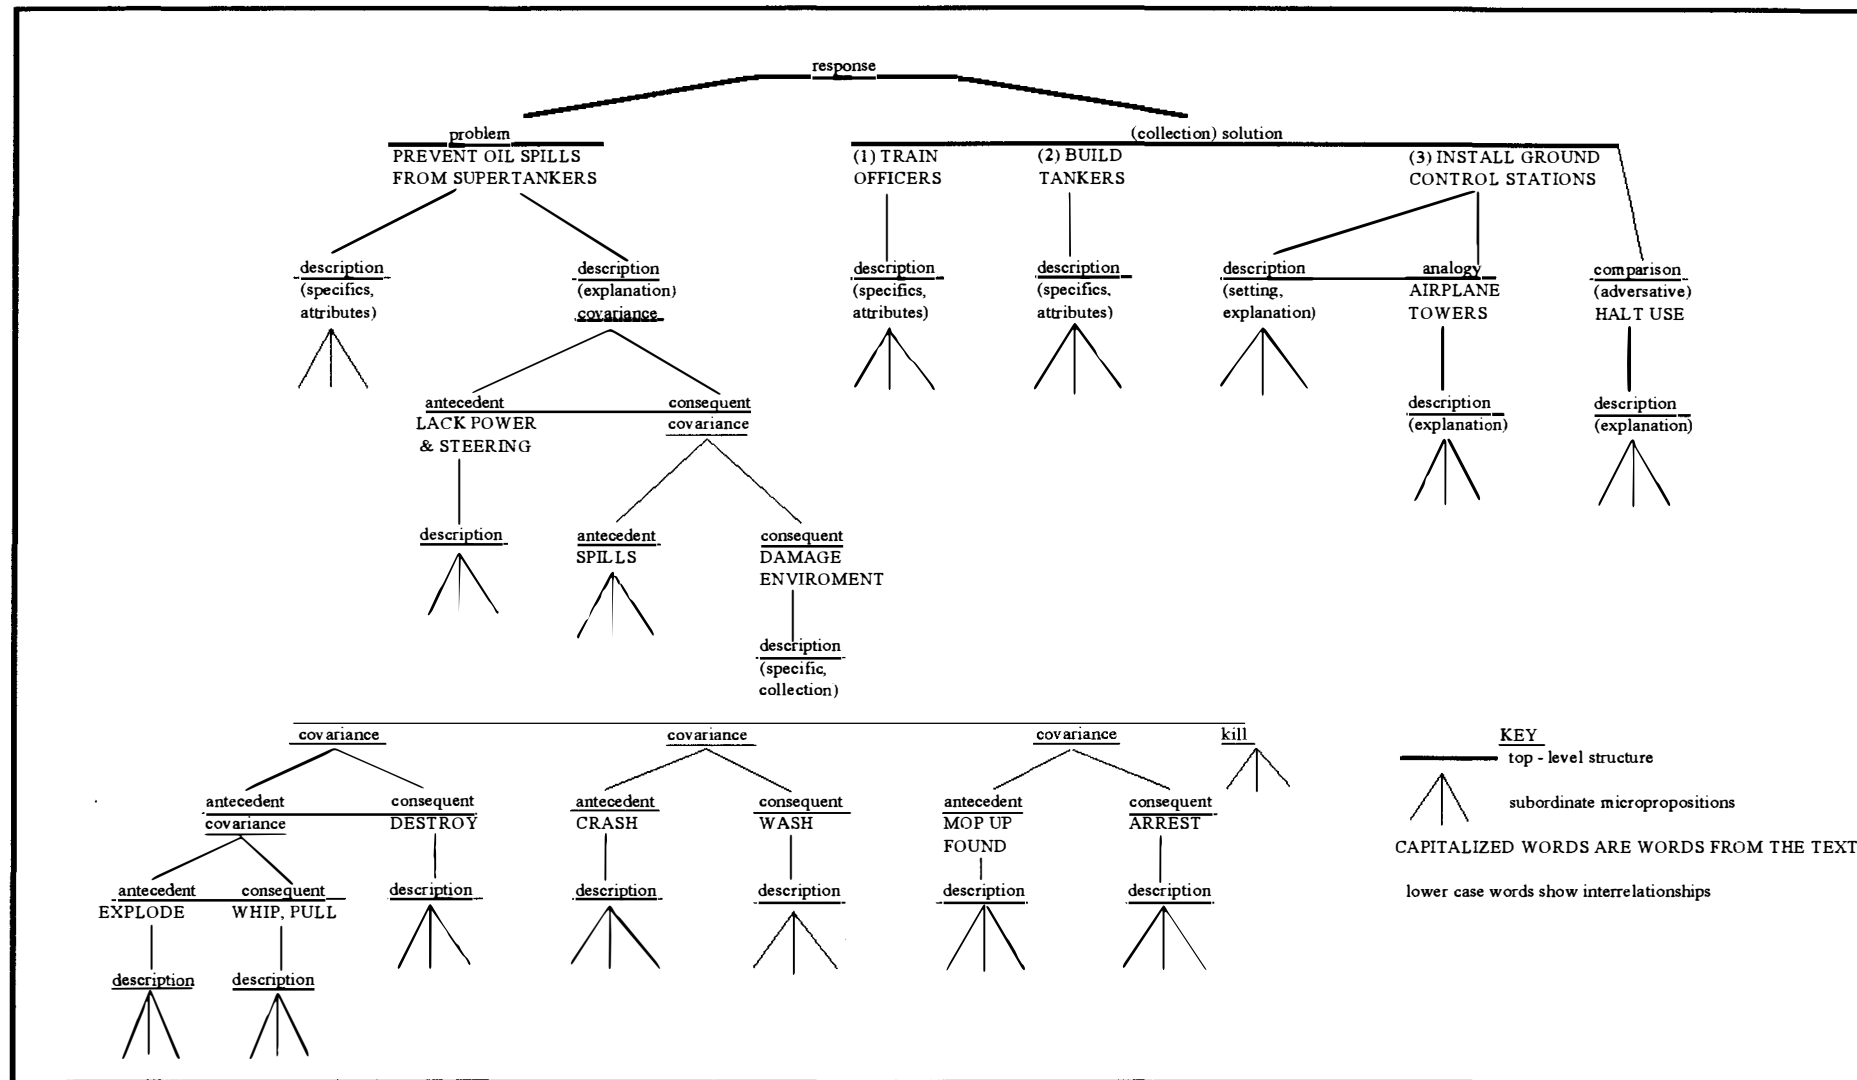 response
problem
(collection) solution
PREVENT OIL SPILLS
FROM SUPERTANKERS
(1) TRAIN
OFFICERS
(2) BUILD
TANKERS
(3) INSTALL GROUND
CONTROL STATIONS
description
(specifics,
attributes)
description
(explanation)
covariance
description
(specifics,
attributes)
description
(specifics,
attributes)
description
(setting,
explanation)
analogy
AIRPLANE
TOWERS
comparison
(adversative)
HALT USE
antecedent
LACK POWER
& STEERING
consequent
covariance
description
(explanation)
description
(explanation)
description
antecedent
SPILLS
consequent
DAMAGE
ENVIROMENT
description
(specific,
collection)
covariance
covariance
covariance
kill
antecedent
covariance
consequent
DESTROY
antecedent
CRASH
consequent
WASH
antecedent
MOP UP
FOUND
consequent
ARREST
antecedent
EXPLODE
consequent
WHIP, PULL
description
description
description
description
description
description
description
KEY
top - level structure
subordinate micropropositions
CAPITALIZED WORDS ARE WORDS FROM THE TEXT
lower case words show interrelationships